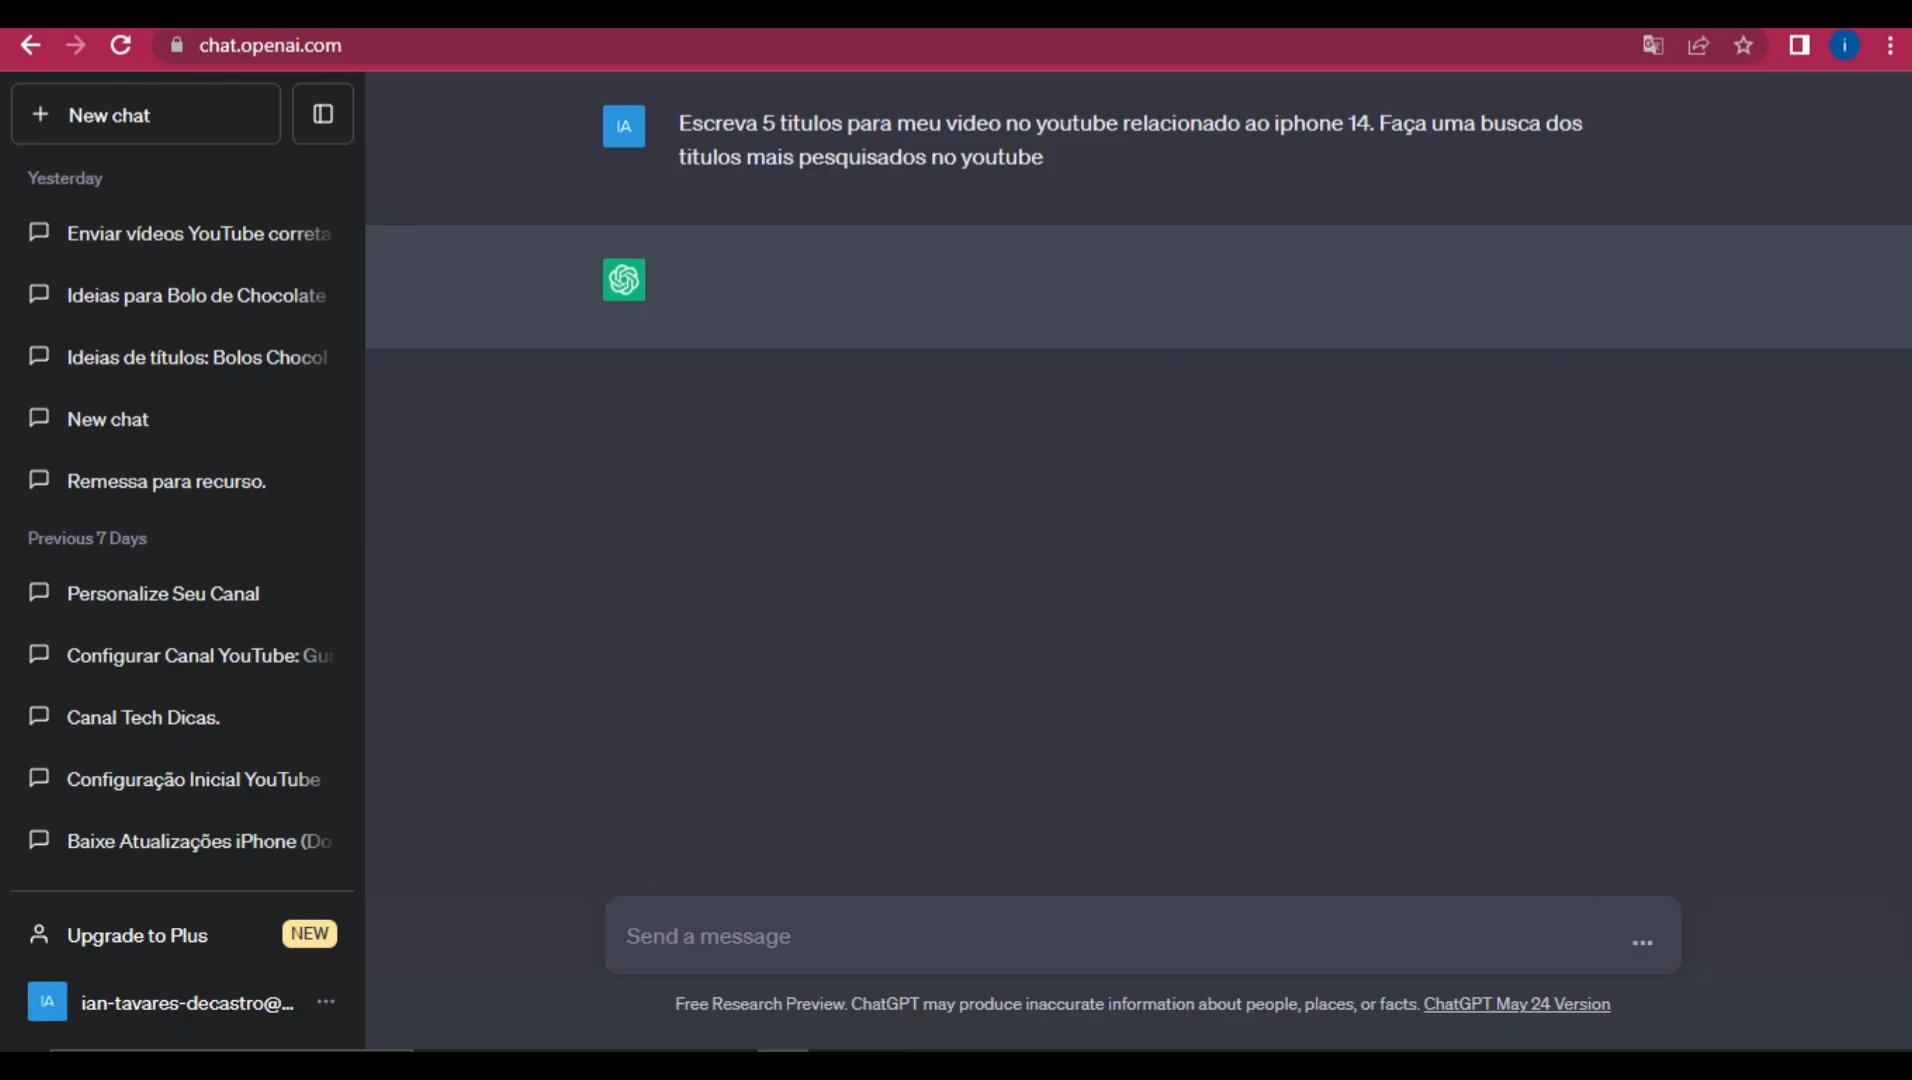 chat.openai.com
i
New chat
Yesterday
Enviar vídeos YouTube correta
Ideias para Bolo de Chocolate
Ideias de títulos: Bolos Chocol
New chat
Remessa para recurso.
Previous 7 Days
Personalize Seu Canal
Configurar Canal YouTube: Gui
Canal Tech Dicas.
Configuração Inicial YouTube
Baixe Atualizações iPhone (Do
Upgrade to Plus NEW
IA ian-tavares-decastro@...
IA
Escreva 5 titulos para meu video no youtube relacionado ao iphone 14. Faça uma busca dos
titulos mais pesquisados no youtube
Send a message
Free Research Preview. ChatGPT may produce inaccurate information about people, places, or facts. ChatGPT May 24 Version